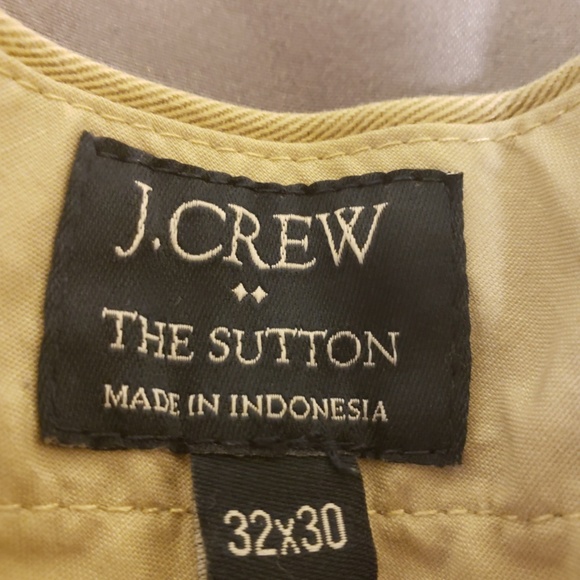 J.CREW
THE SUTTON
MADE IN INDONESIA
32x30